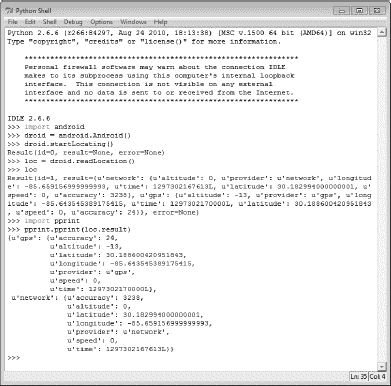 Python Shell
File Edit Shell Debug Options Windows Help
Python 2.6.6 (r266:84297, Aug 24 2010, 18:13:38) [MSC v.1500 64 bit (AMD64)] on win32
Type "copyright", "credits" or "license()" for more information.
****************************************************************
Personal firewall software may warn about the connection IDLE
makes to its subprocess using this computer's internal loopback
interface. This connection is not visible on any external
interface and no data is sent to or received from the Internet.
****************************************************************
IDLE 2.6.6
>>> import android
>>> droid = android.Android()
>>> droid.startLocating()
Result(id=0, result=None, error=None)
>>> loc = droid.readLocation()
>>> loc
Result(id=1, result={u'network': {u'altitude': 0, u'provider': u'network', u'longitud
e': -85.659156999999993, u'time': 1297302167613L, u'latitude': 30.182994000000001, u'
speed': 0, u'accuracy': 3238}, u'gps': {u'altitude': -13, u'provider': u'gps', u'long
itude': -85.643545389175415, u'time': 1297302170000L, u'latitude': 30.188600420951843
, u'speed': 0, u'accuracy': 24}}, error=None)
>>> import pprint
>>> pprint.pprint(loc.result)
{u'gps': {u'accuracy': 24,
u'altitude': -13,
u'latitude': 30.188600420951843,
u'longitude': -85.643545389175415,
u'provider': u'gps',
u'speed': 0,
u'time': 1297302170000L},
u'network': {u'accuracy': 3238,
u'altitude': 0,
u'latitude': 30.182994000000001,
u'longitude': -85.659156999999993,
u'provider': u'network',
u'speed': 0,
u'time': 1297302167613L}}
>>>
Ln: 35 Col: 4